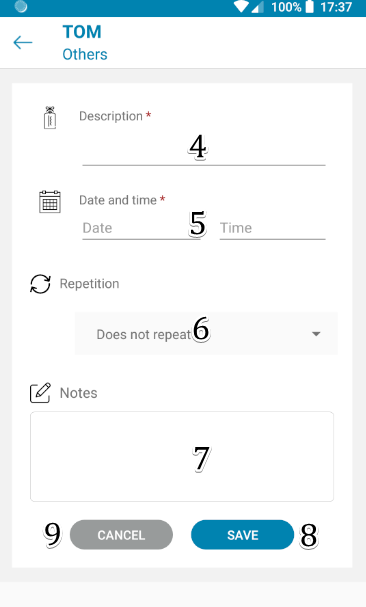 100% 17:37
TOM
Others
Description *
4
Date and time *
Date 5 Time
Repetition
Does not repeat 6
Notes
7
9 CANCEL SAVE 8